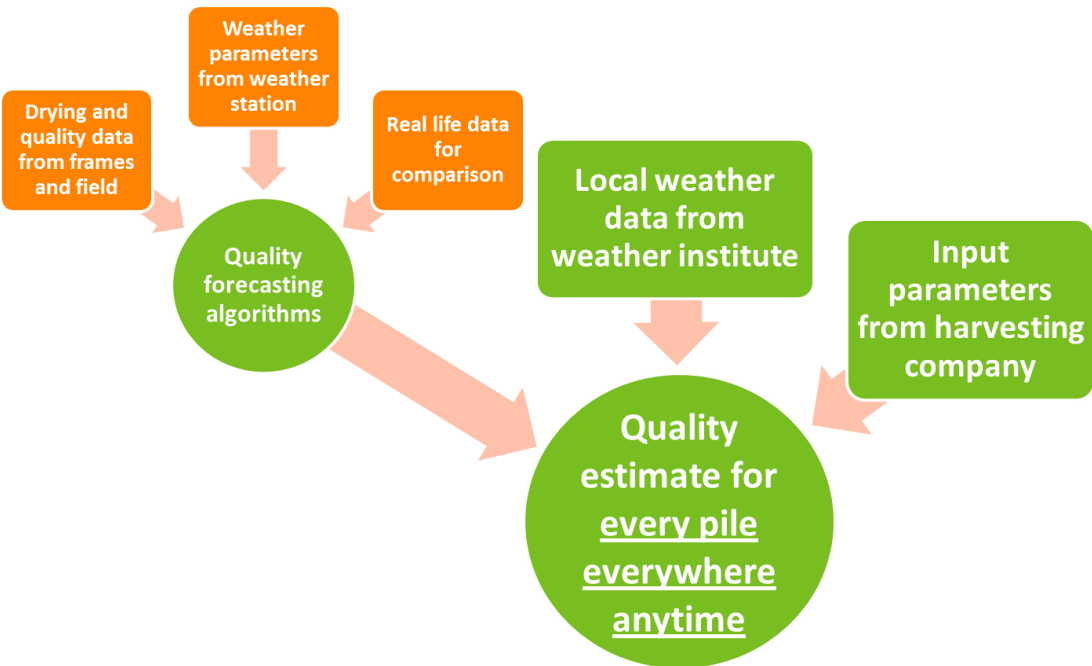 Weather
parameters
from weather
station
Drying and
quality data
from frames
and field
Real life data
for
comparison
Quality
forecasting
algorithms
Local weather
data from
weather institute
Input
parameters
from harvesting
company
Quality
estimate for
every pile
everywhere
anytime